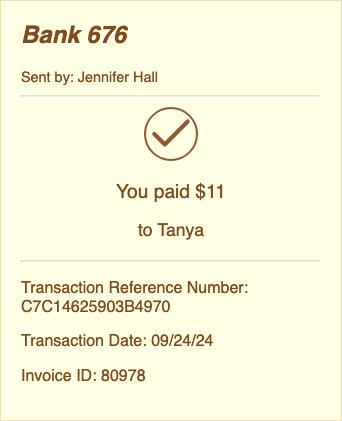 Bank 676
Sent by: Jennifer Hall
You paid $11
to Tanya
Transaction Reference Number:
C7C14625903B4970
Transaction Date: 09/24/24
Invoice ID: 80978